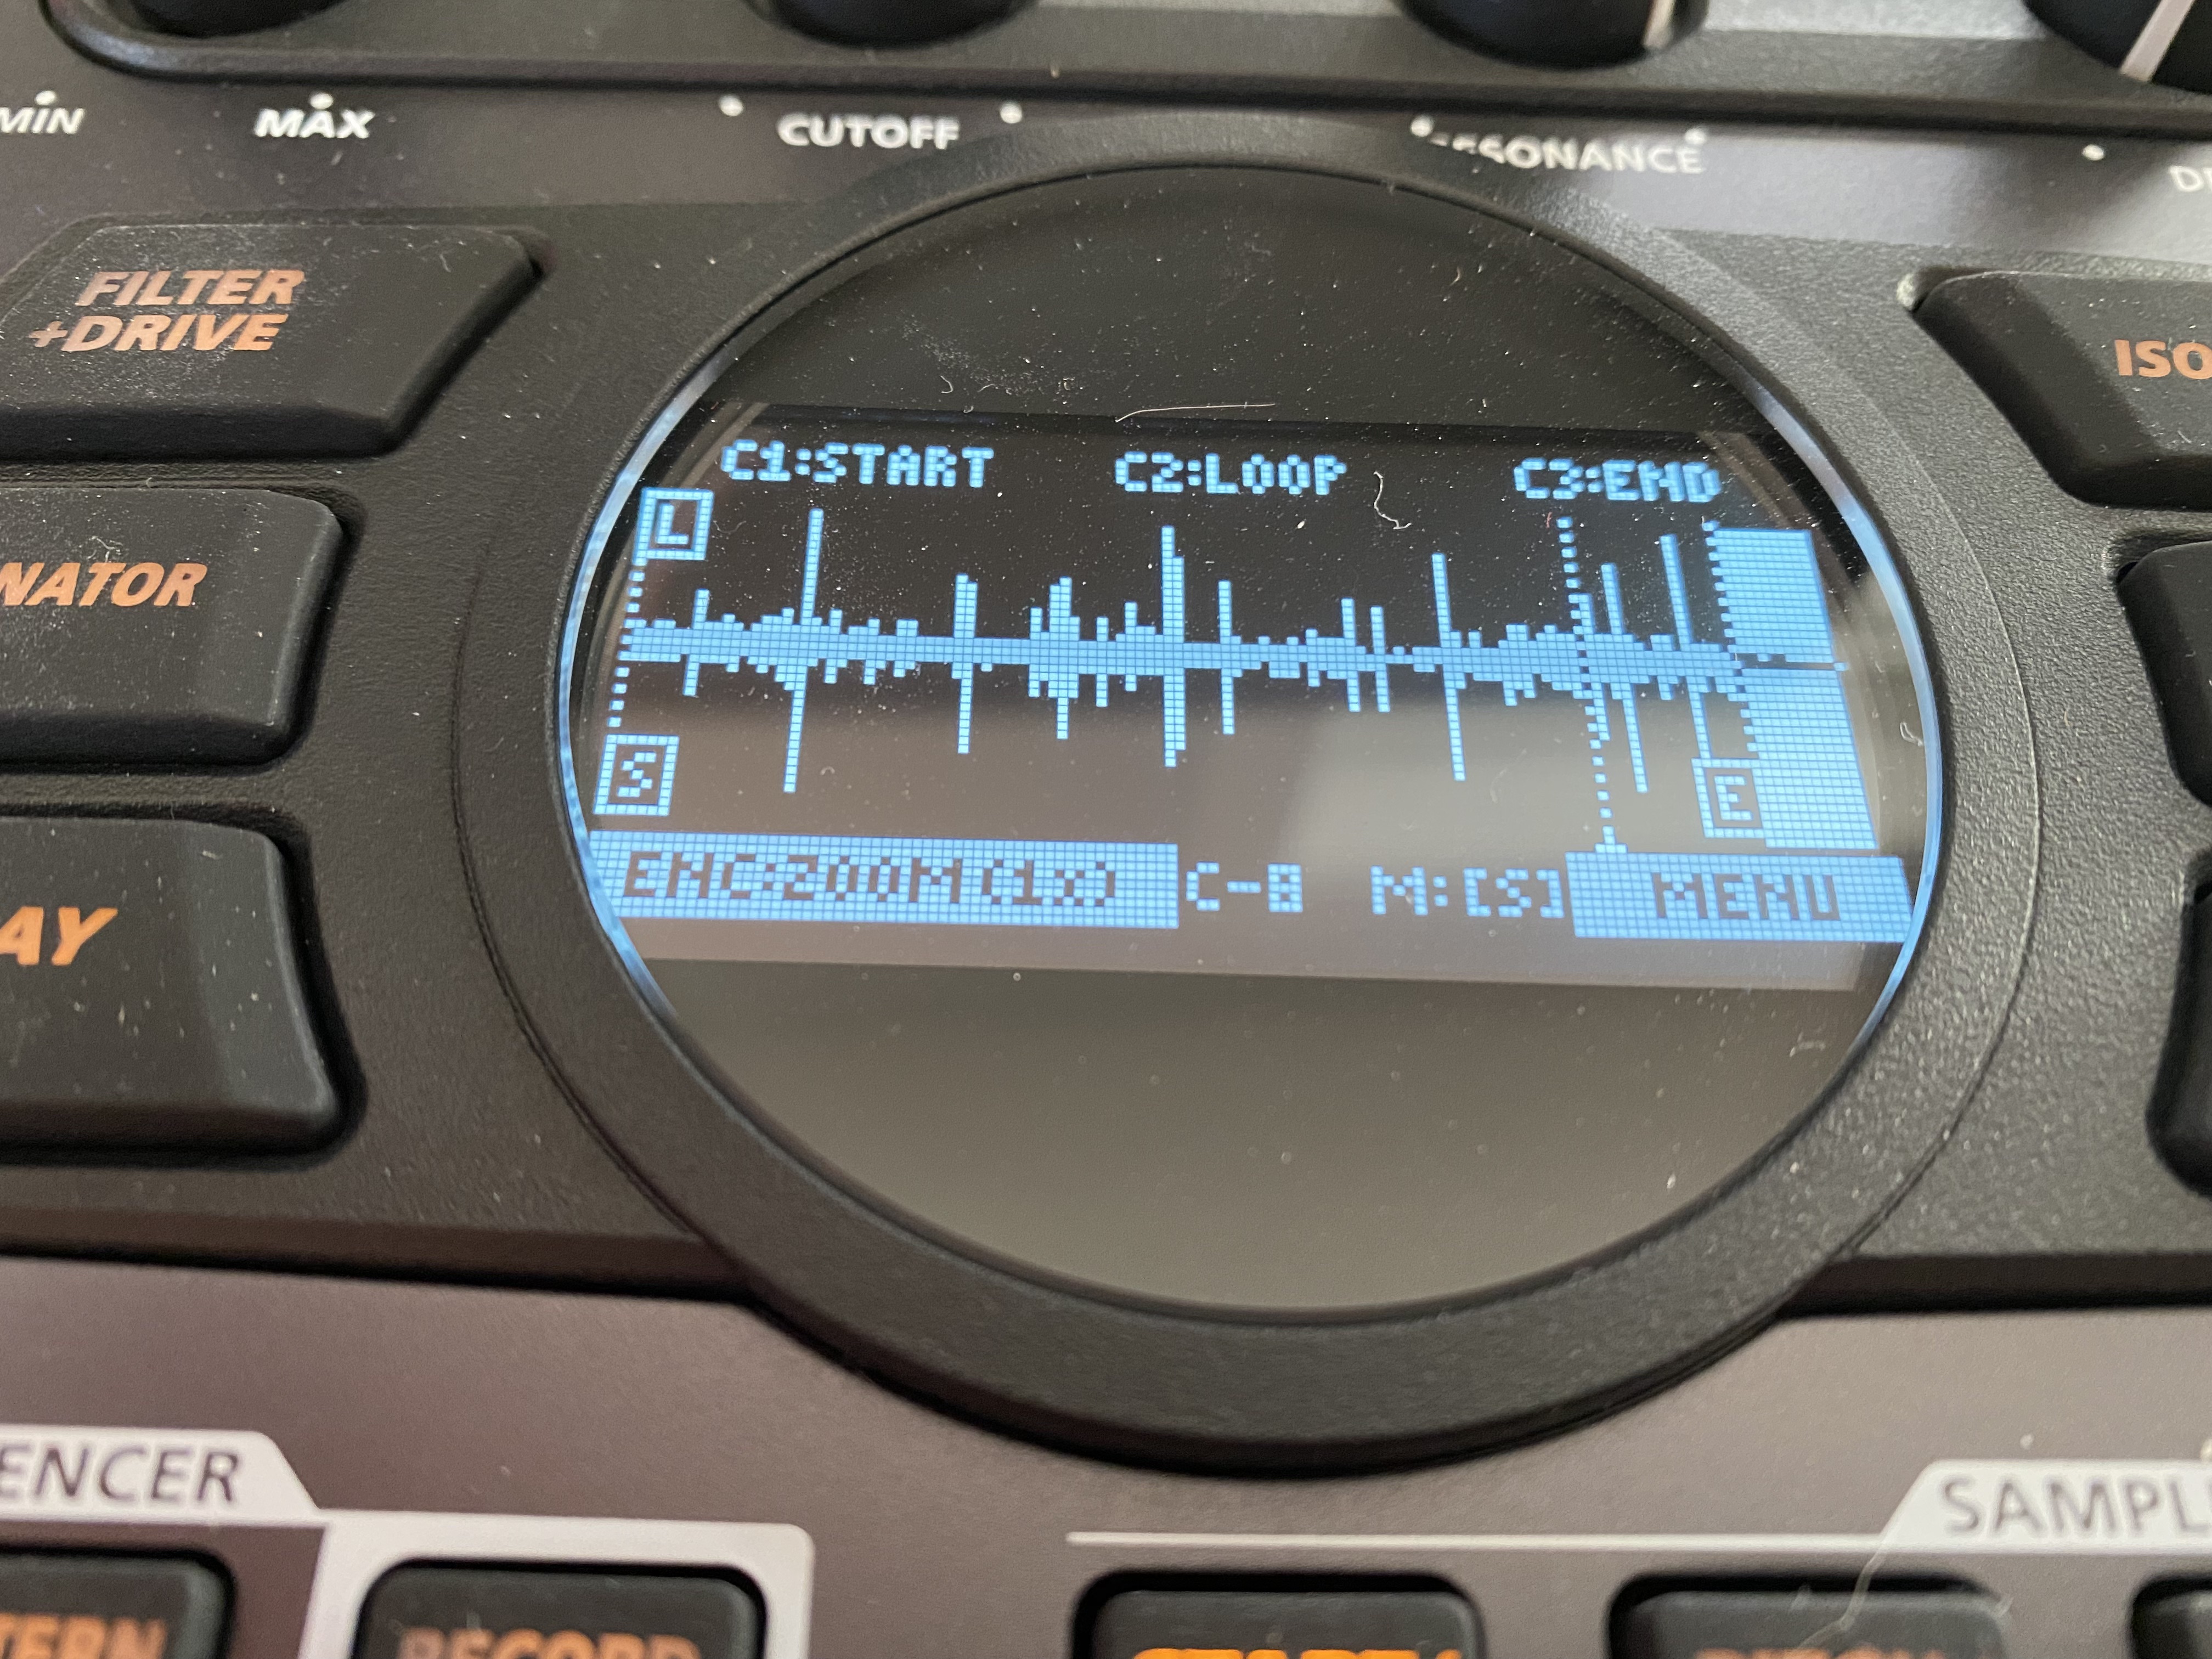 MIN MAX CUTOFF RESONANCE
FILTER
+DRIVE
ISO
NATOR
AY
C1:START C2:LOOP C3:END
L
S
E
ENC:ZOOM(1x) C-8 M:[S] MENU
ENCER
SAMPL
TERN
RECORD